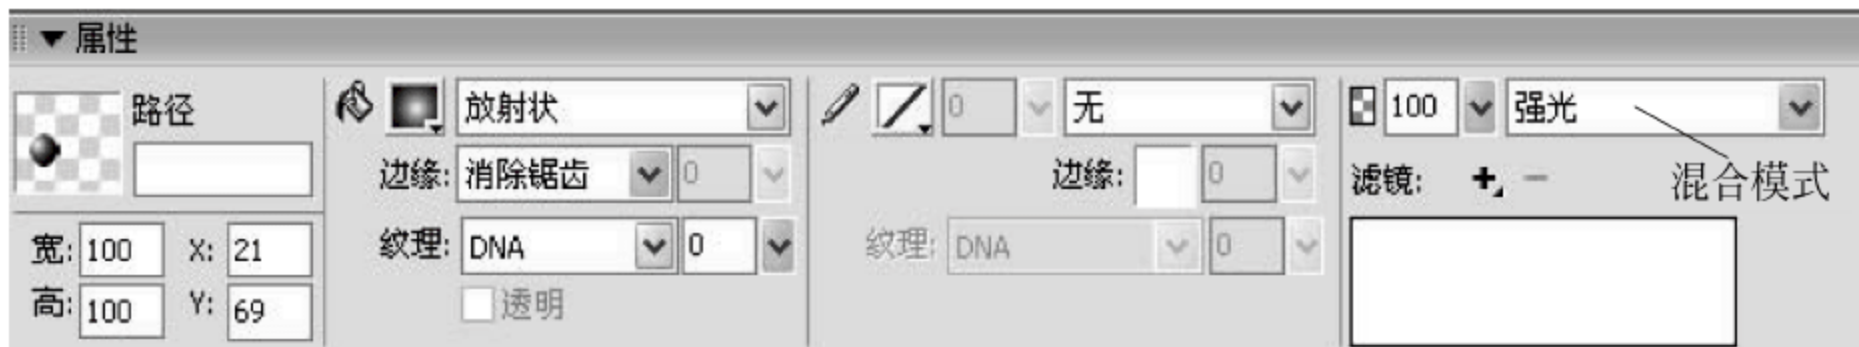 属性
路径 放射状 0 无 100 强光
边缘: 消除锯齿 0 边缘: 0 滤镜: 混合模式
宽: 100 X: 21 纹理: DNA 0 纹理: DNA 0
高: 100 Y: 69 透明